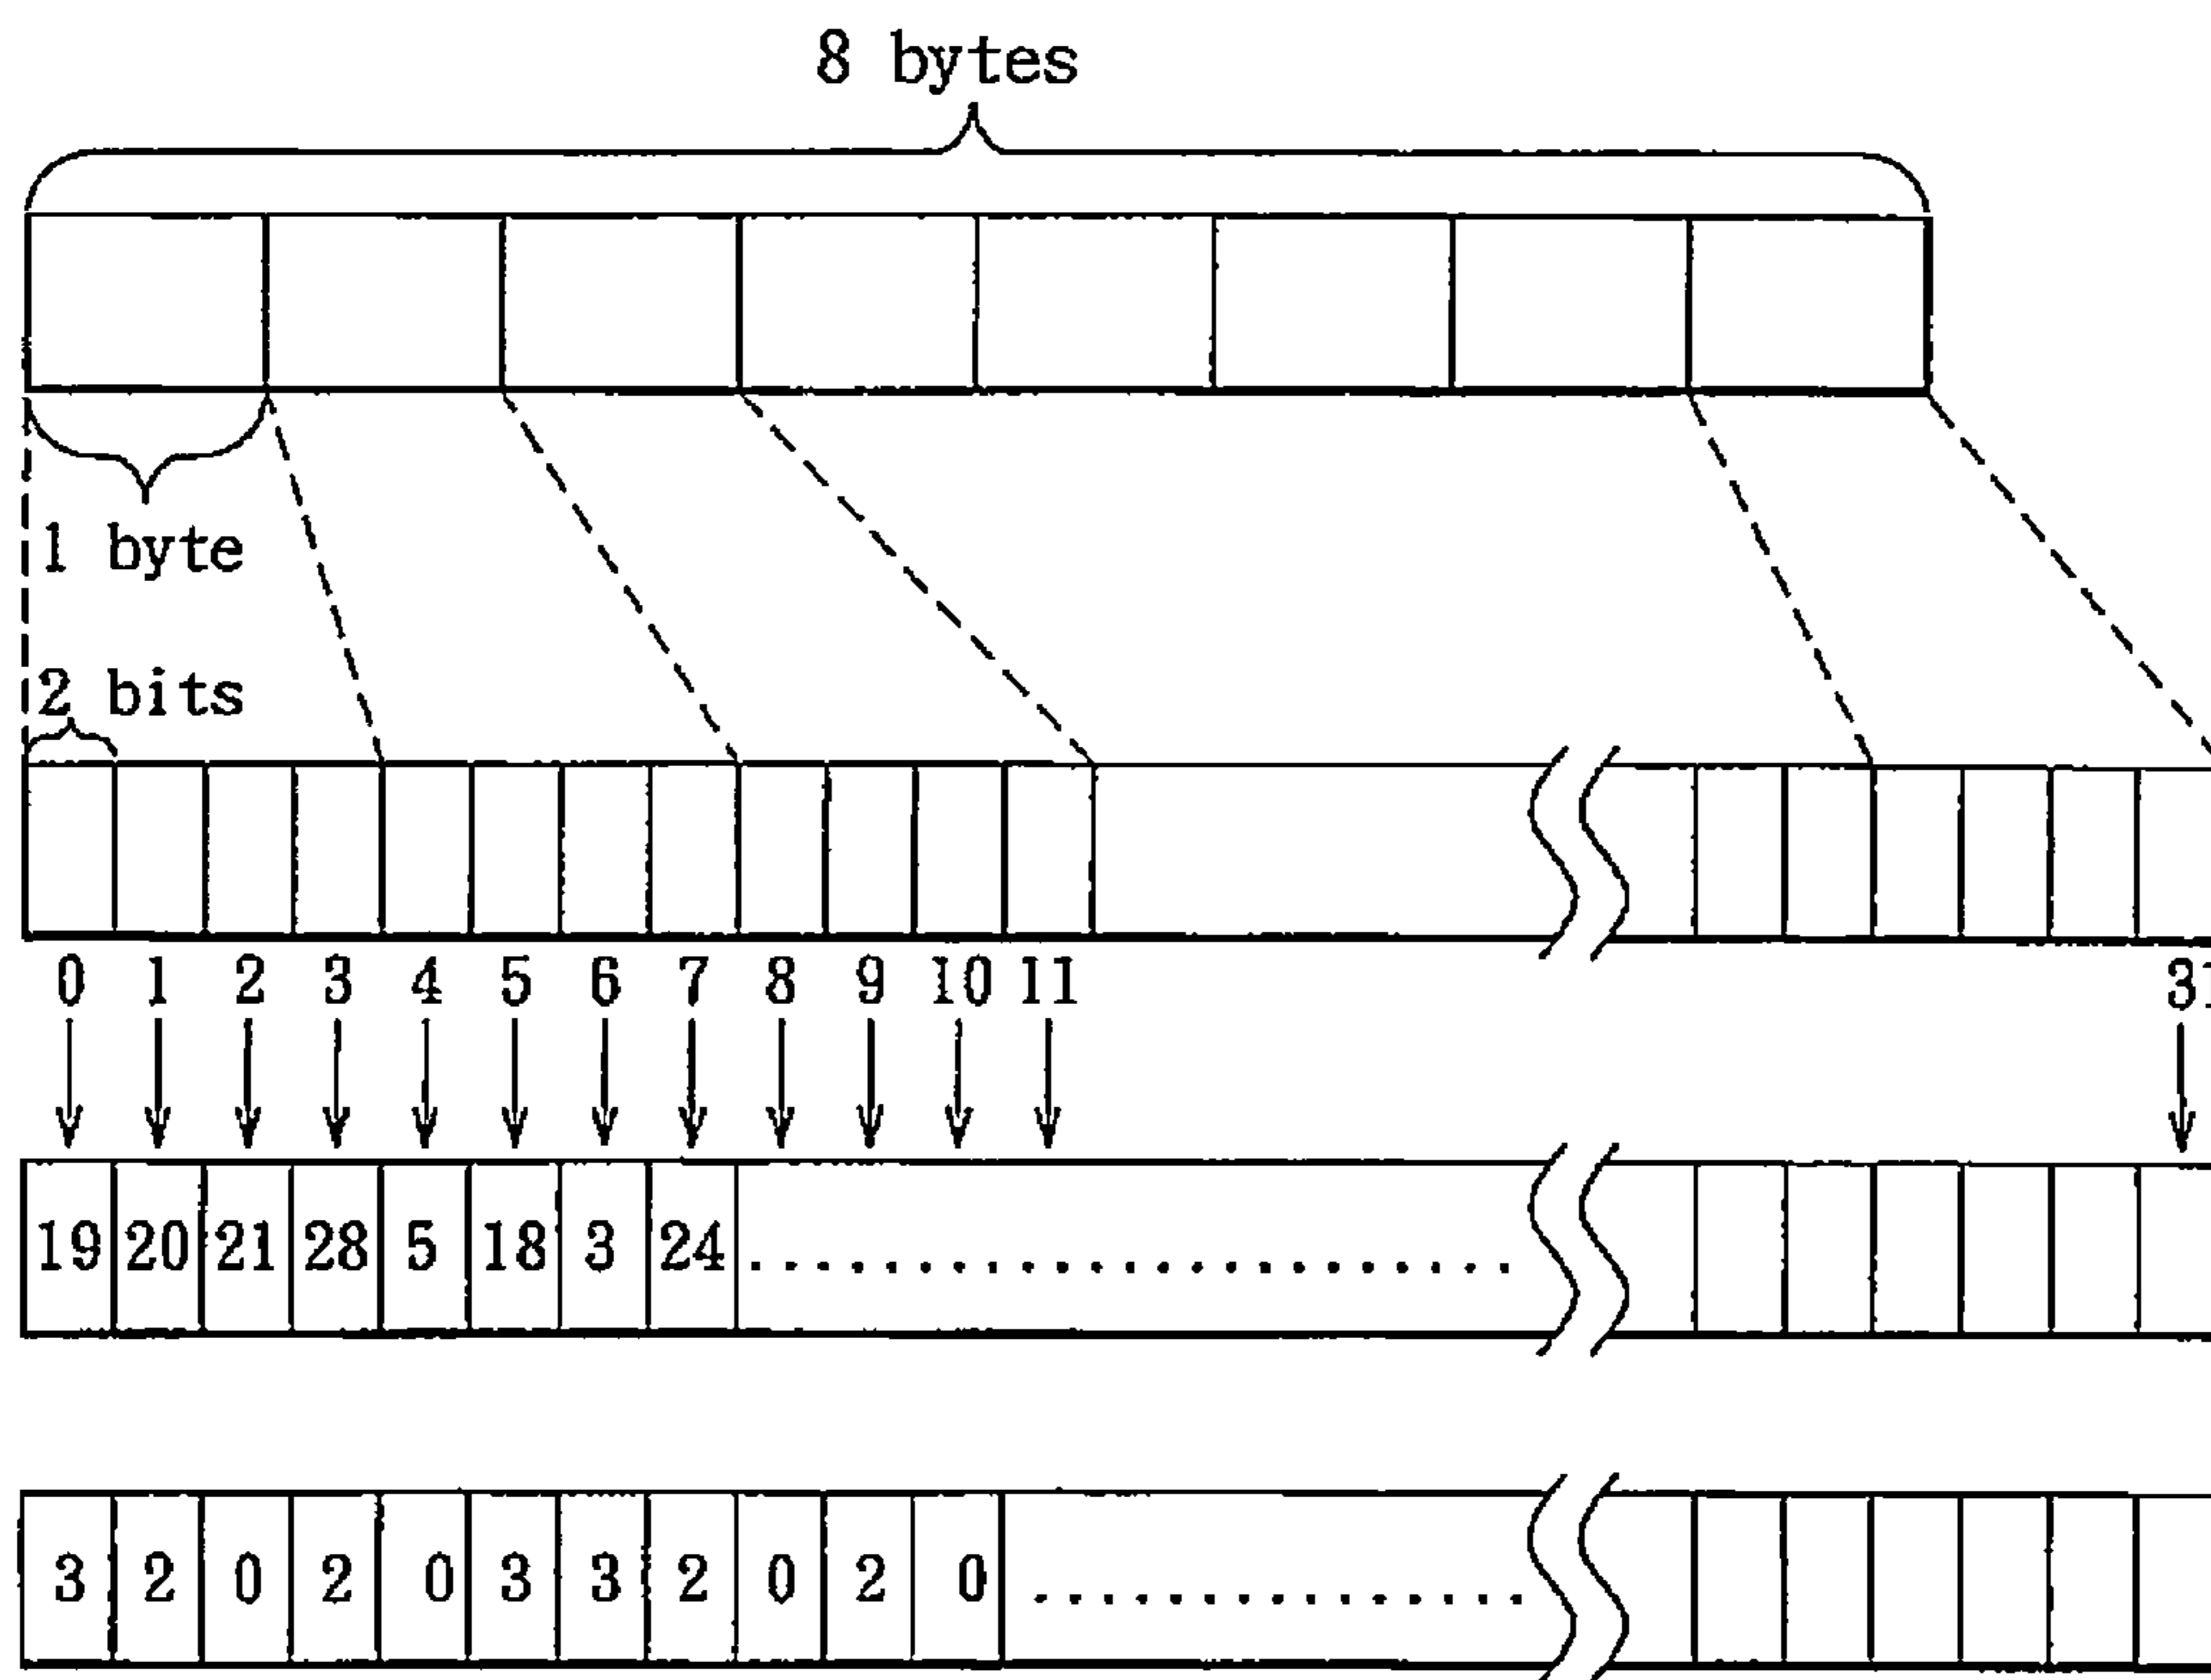 8 bytes
1 byte
2 bits
0 1 2 3 4 5 6 7 8 9 10 11 31
19 20 21 28 5 18 3 24
3 2 0 2 0 3 3 2 0 2 0